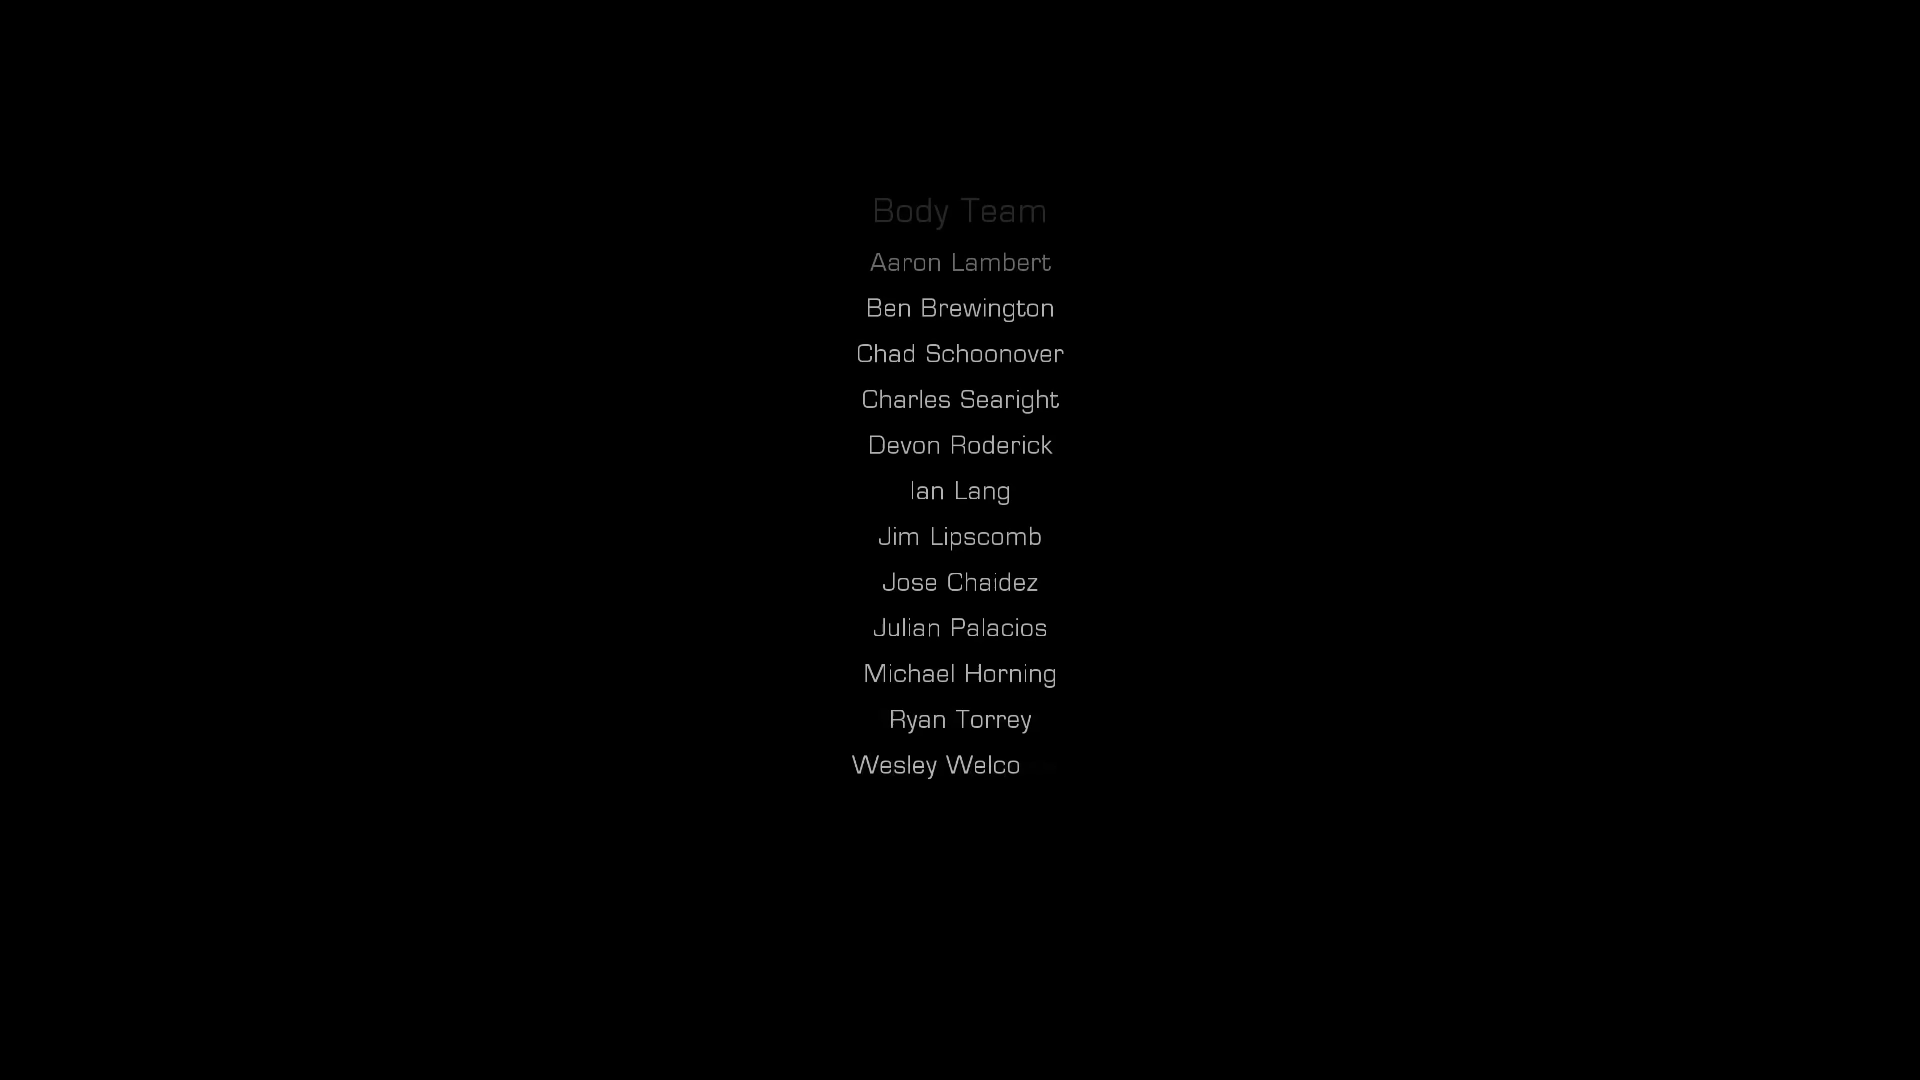 Body Team
Aaron Lambert
Ben Brewington
Chad Schoonover
Charles Searight
Devon Roderick
Ian Lang
Jim Lipscomb
Jose Chaidez
Julian Palacios
Michael Horning
Ryan Torrey
Wesley Welco